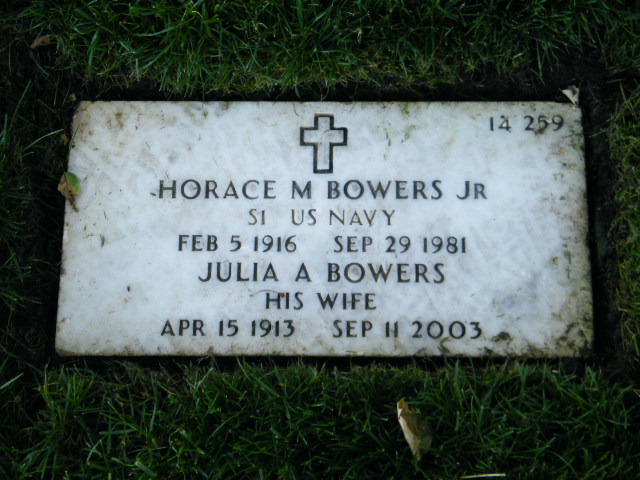 14 259
HORACE M BOWERS JR
S1 US NAVY
FEB 5 1916 SEP 29 1981
JULIA A BOWERS
HIS WIFE
APR 15 1913 SEP 11 2003